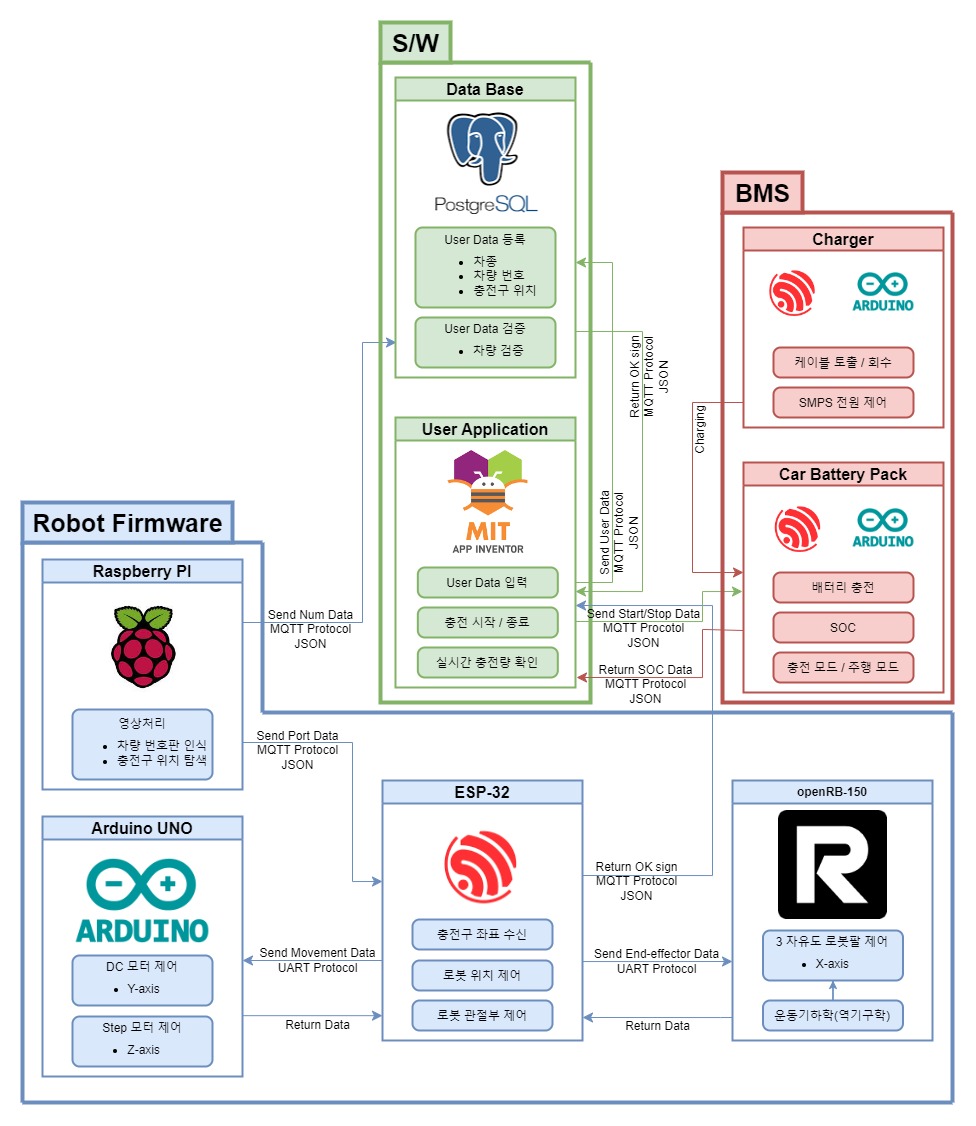 S/W
Data Base
PostgreSQL
User Data 등록
• 차종
• 차량 번호
• 충전구 위치
User Data 검증
• 차량 검증
Return OK sign
MQTT Protocol
JSON
User Application
MIT
APP INVENTOR
User Data 입력
충전 시작 / 종료
실시간 충전량 확인
Send User Data
MQTT Protocol
JSON
BMS
Charger
ARDUINO
케이블 토출 / 회수
SMPS 전원 제어
Charging
Car Battery Pack
ARDUINO
배터리 충전
SOC
충전 모드 / 주행 모드
Send Start/Stop Data
MQTT Procotol
JSON
Return SOC Data
MQTT Protocol
JSON
Robot Firmware
Raspberry PI
영상처리
• 차량 번호판 인식
• 충전구 위치 탐색
Send Num Data
MQTT Protocol
JSON
Send Port Data
MQTT Protocol
JSON
Arduino UNO
ARDUINO
DC 모터 제어
• Y-axis
Step 모터 제어
• Z-axis
Send Movement Data
UART Protocol
Return Data
ESP-32
충전구 좌표 수신
로봇 위치 제어
로봇 관절부 제어
Return OK sign
MQTT Protocol
JSON
Send End-effector Data
UART Protocol
Return Data
openRB-150
R
3 자유도 로봇팔 제어
• X-axis
운동기하학(역기구학)